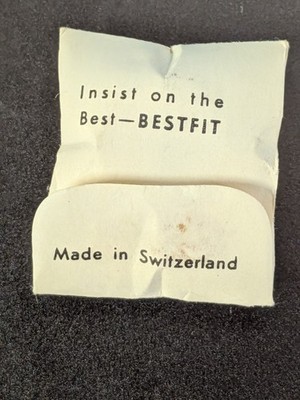 Insist on the
Best—BESTFIT
Made in Switzerland